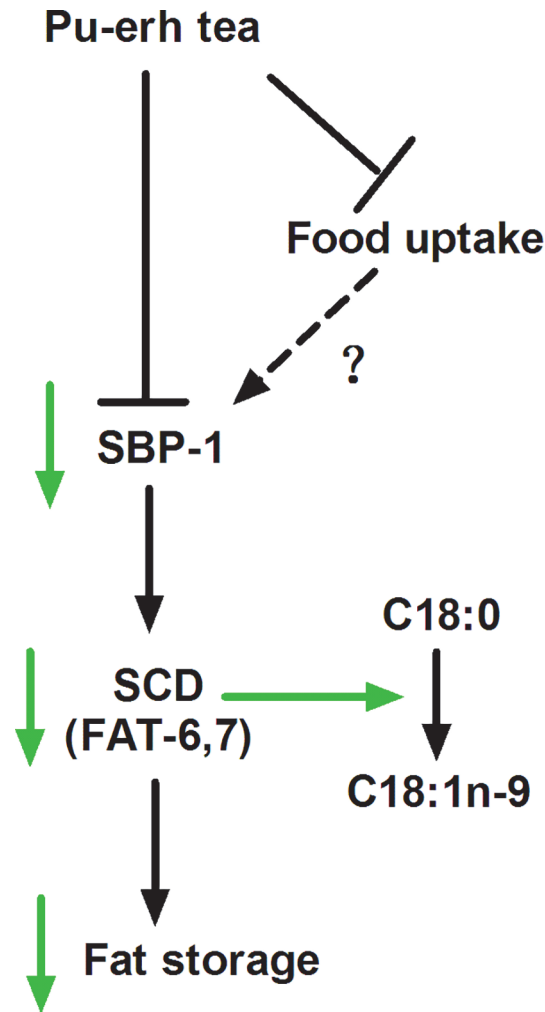 Pu-erh tea
Food uptake
?
SBP-1
C18:0
SCD
(FAT-6,7)
C18:1n-9
Fat storage